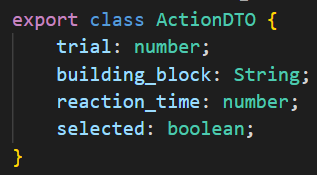 export class ActionDTO {
    trial: number;
    building_block: String;
    reaction_time: number;
    selected: boolean;
}